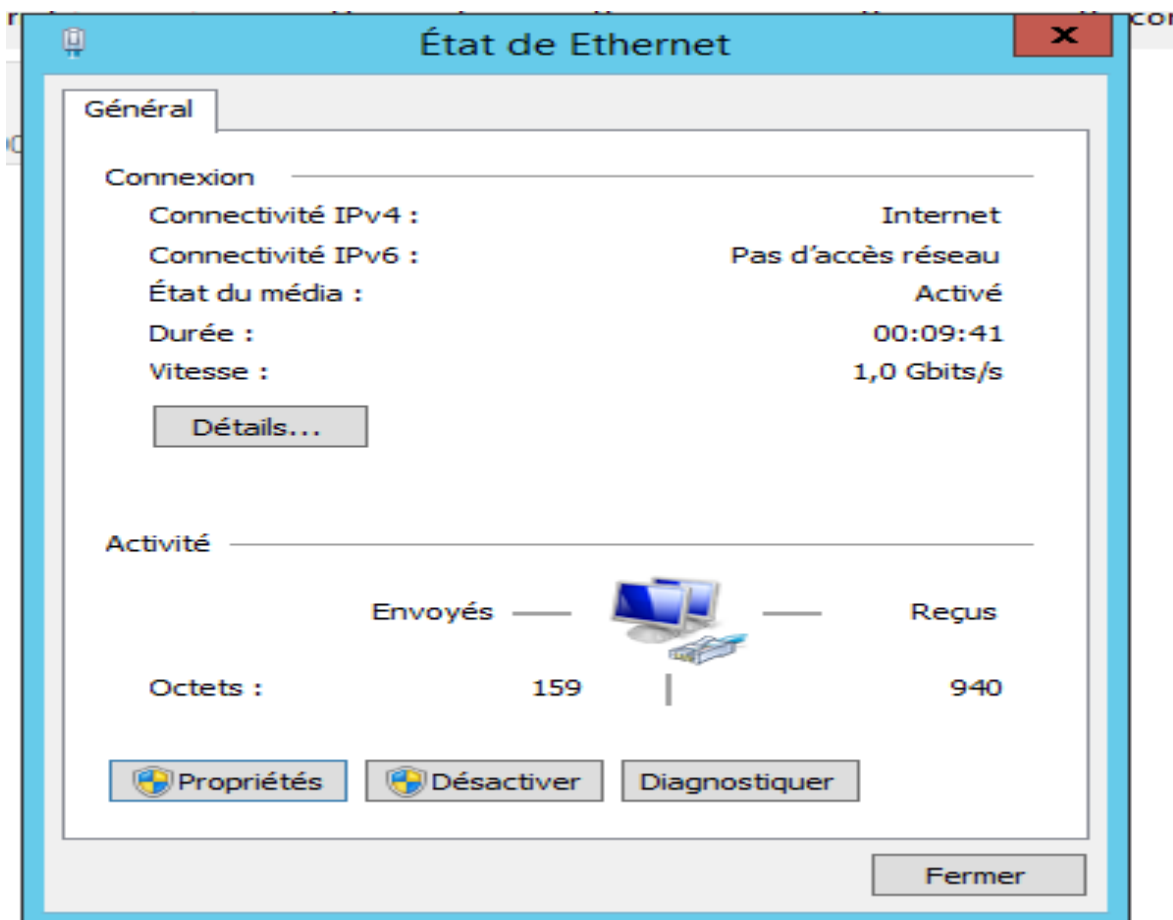 État de Ethernet
Général
Connexion
Connectivité IPv4 : Internet
Connectivité IPv6 : Pas d’accès réseau
État du média : Activé
Durée : 00:09:41
Vitesse : 1,0 Gbits/s
Détails...
Activité
Envoyés Reçus
Octets : 159 940
Propriétés Désactiver Diagnostiquer
Fermer